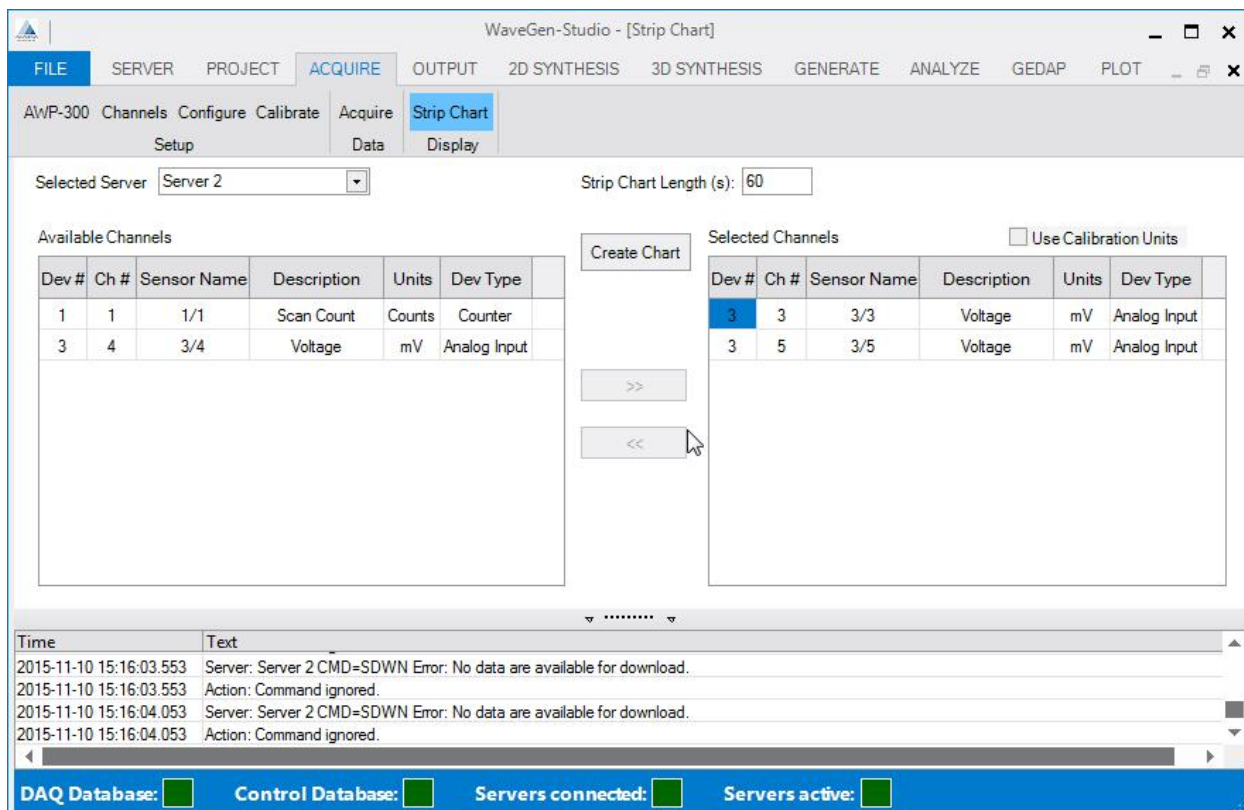 WaveGen-Studio - [Strip Chart]
FILE SERVER PROJECT ACQUIRE OUTPUT 2D SYNTHESIS 3D SYNTHESIS GENERATE ANALYZE GEDAP PLOT
AWP-300 Channels Configure Calibrate Acquire Strip Chart
Setup Data Display
Selected Server Server 2 Strip Chart Length (s): 60
Available Channels Create Chart Selected Channels Use Calibration Units
Dev # Ch # Sensor Name Description Units Dev Type Dev # Ch # Sensor Name Description Units Dev Type
1 1 1/1 Scan Count Counts Counter 3 3 3/3 Voltage mV Analog Input
3 4 3/4 Voltage mV Analog Input 3 5 3/5 Voltage mV Analog Input
>>
<<
Time Text
2015-11-10 15:16:03.553 Server: Server 2 CMD=SDWN Error: No data are available for download.
2015-11-10 15:16:03.553 Action: Command ignored.
2015-11-10 15:16:04.053 Server: Server 2 CMD=SDWN Error: No data are available for download.
2015-11-10 15:16:04.053 Action: Command ignored.
DAQ Database: Control Database: Servers connected: Servers active: